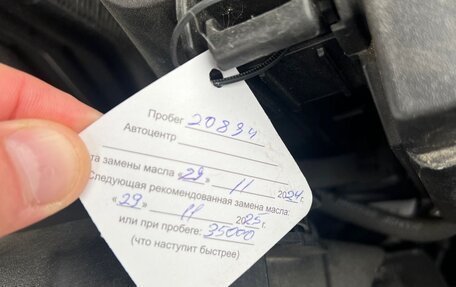 Пробег 20834
Автоцентр
та замены масла «29» 11 2024г.
Следующая рекомендованная замена масла:
«29» 11 2025г.
или при пробеге: 35000
(что наступит быстрее)